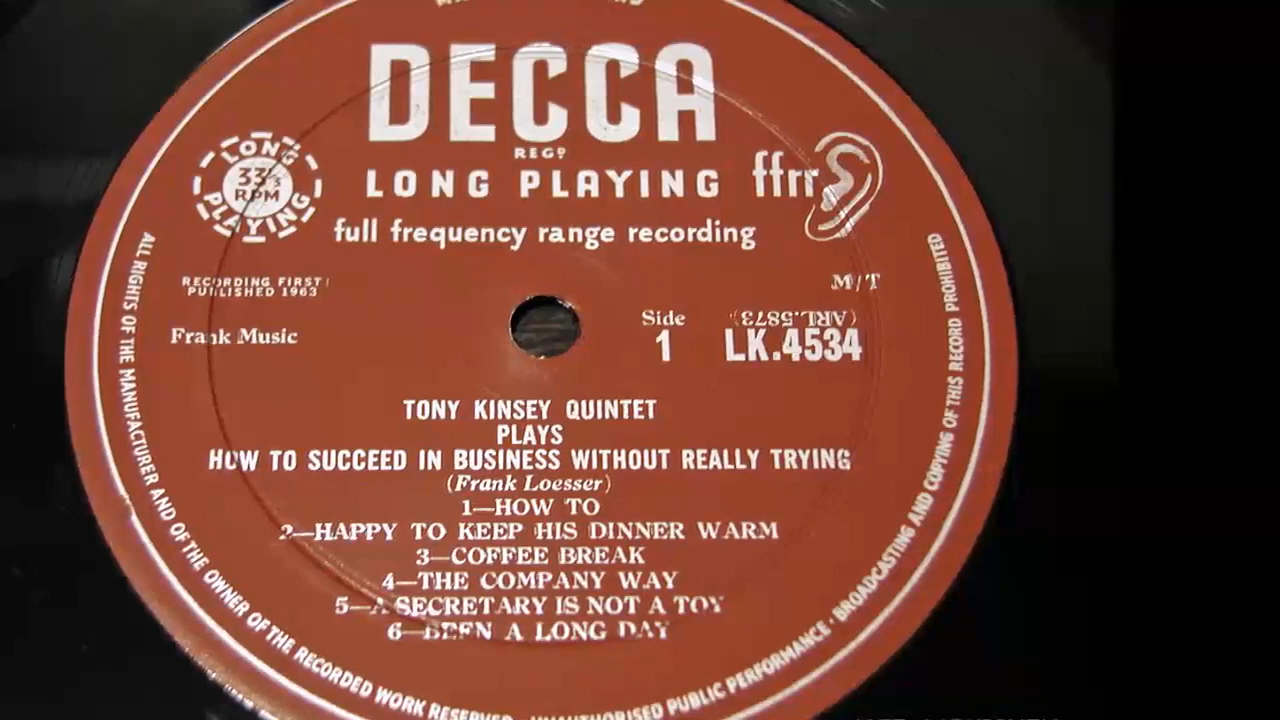 DECCA
REGD
LONG PLAYING
ffrr
full frequency range recording
LONG
33⅓
RPM
PLAYING
RECORDING FIRST
PUBLISHED 1963
M/T
Frank Music
Side
1
(ARL.5873)
LK.4534
TONY KINSEY QUINTET
PLAYS
HOW TO SUCCEED IN BUSINESS WITHOUT REALLY TRYING
(Frank Loesser)
1—HOW TO
2—HAPPY TO KEEP HIS DINNER WARM
3—COFFEE BREAK
4—THE COMPANY WAY
5—A SECRETARY IS NOT A TOY
6—BEEN A LONG DAY
ALL RIGHTS OF THE MANUFACTURER AND OF THE OWNER OF THE RECORDED WORK RESERVED · UNAUTHORISED PUBLIC PERFORMANCE · BROADCASTING AND COPYING OF THIS RECORD PROHIBITED